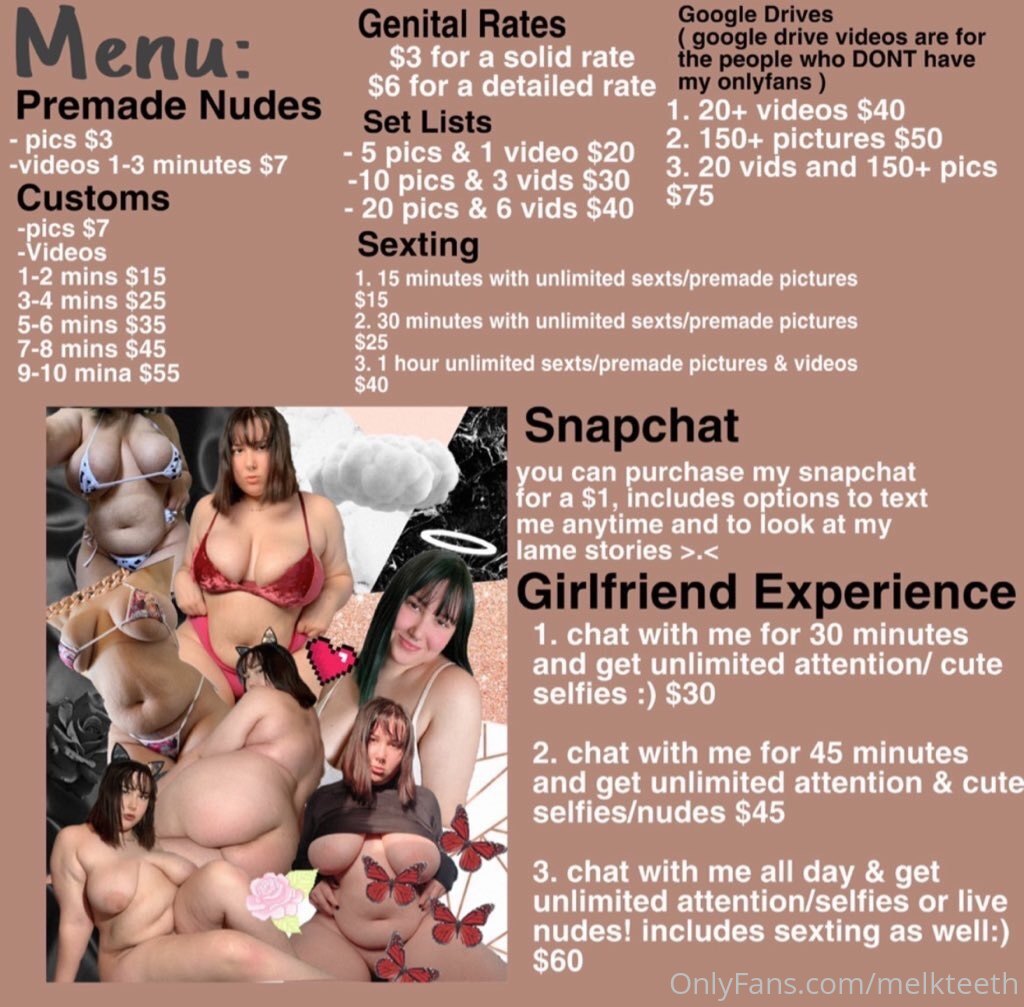 Menu:
Premade Nudes
- pics $3
-videos 1-3 minutes $7
Customs
-pics $7
-Videos
1-2 mins $15
3-4 mins $25
5-6 mins $35
7-8 mins $45
9-10 mina $55
Genital Rates
$3 for a solid rate
$6 for a detailed rate
Set Lists
- 5 pics & 1 video $20
-10 pics & 3 vids $30
- 20 pics & 6 vids $40
Sexting
1. 15 minutes with unlimited sexts/premade pictures
$15
2. 30 minutes with unlimited sexts/premade pictures
$25
3. 1 hour unlimited sexts/premade pictures & videos
$40
Google Drives
( google drive videos are for
the people who DONT have
my onlyfans )
1. 20+ videos $40
2. 150+ pictures $50
3. 20 vids and 150+ pics
$75
Snapchat
you can purchase my snapchat
for a $1, includes options to text
me anytime and to look at my
lame stories >.<
Girlfriend Experience
1. chat with me for 30 minutes
and get unlimited attention/ cute
selfies :) $30
2. chat with me for 45 minutes
and get unlimited attention & cute
selfies/nudes $45
3. chat with me all day & get
unlimited attention/selfies or live
nudes! includes sexting as well:)
$60
OnlyFans.com/melkteeth